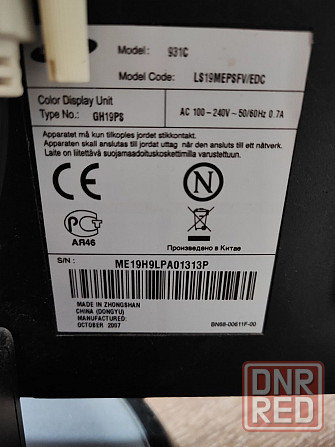 Model: 931C
Model Code: LS19MEPSFV/EDC
Color Display Unit
Type No.: GH19PS
AC 100-240V~50/60Hz 0.7A
Apparatet må kun tilkoples jordet stikkontakt.
Apparaten skall anslutas till jordat uttag när den ansluts till ett nätverk.
Laite on liitettävä suojamaadoituskoskettimilla varustettuun.
CE
N
PCT
AR46
Произведено в Китае
S/N : ME19H9LPA01313P
MADE IN ZHONGSHAN
CHINA (DONGYU)
MANUFACTURED:
OCTOBER 2007
BN68-00611F-00
DNR
RED